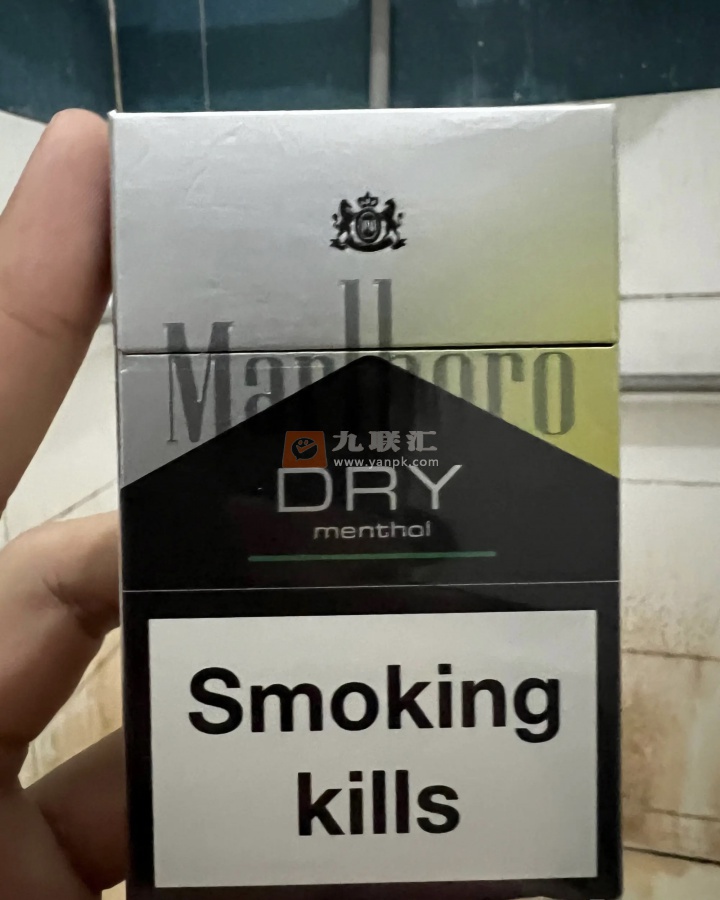 Marlboro
九联汇
www.yanpk.com
DRY
menthol
Smoking
kills